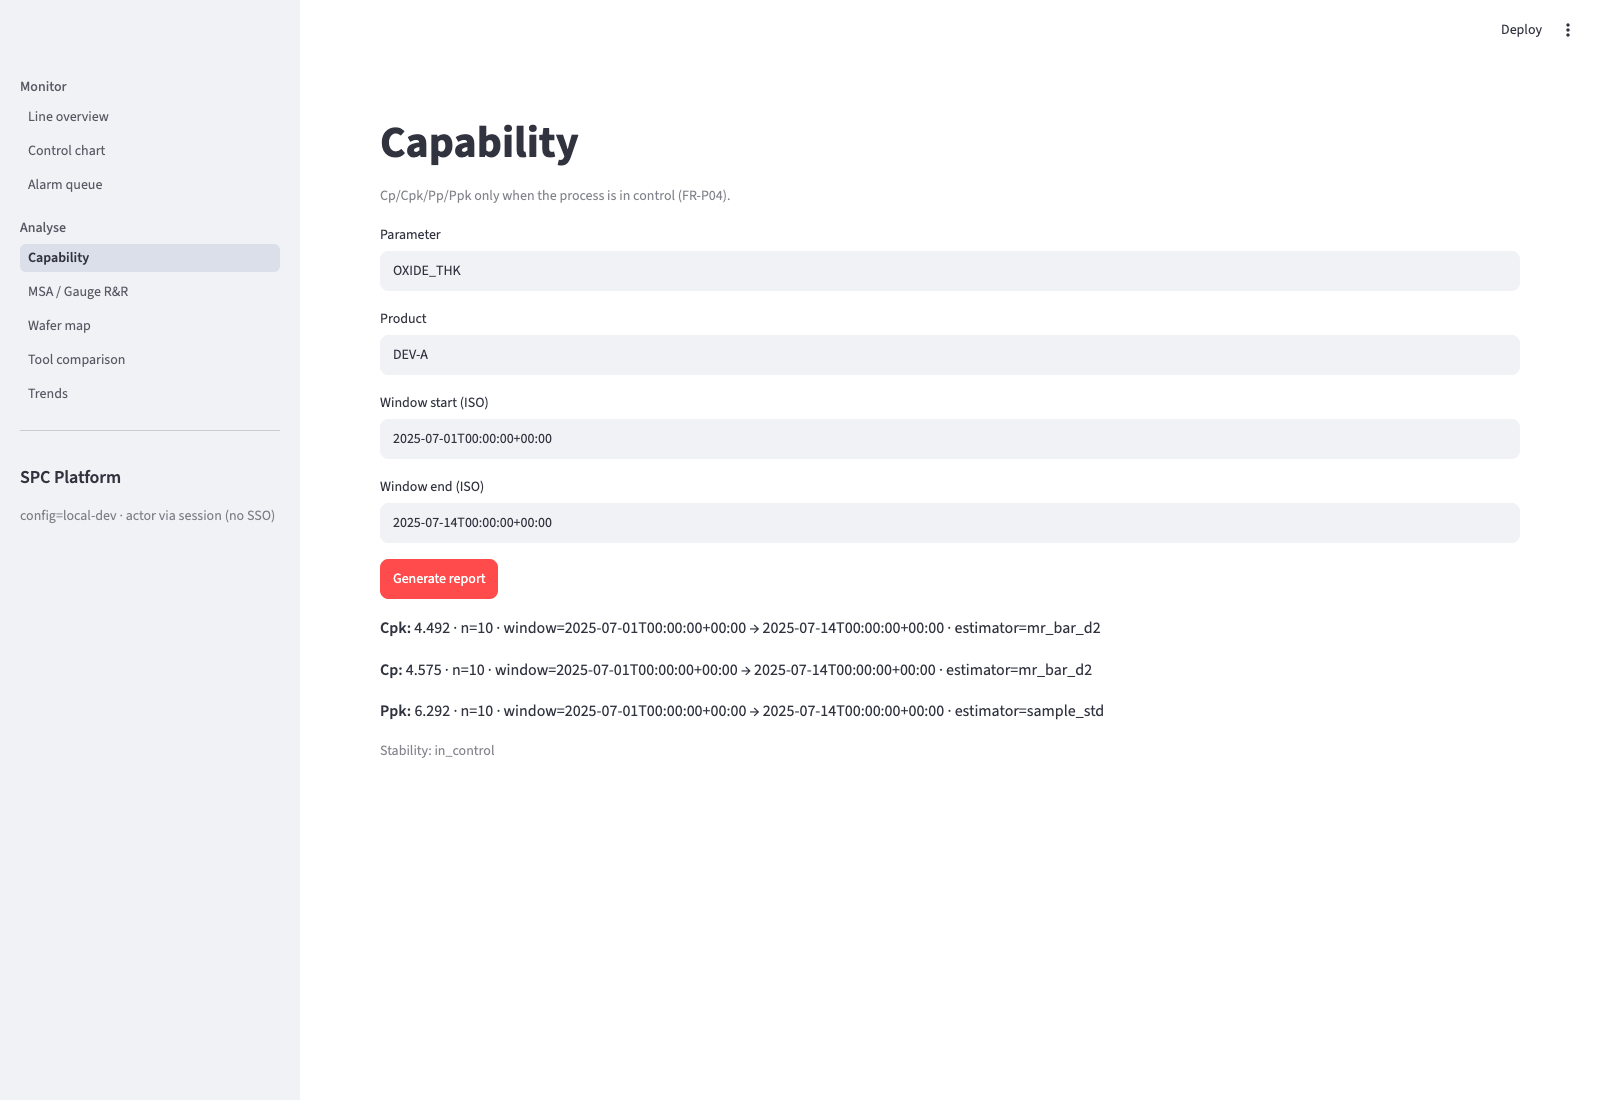 Deploy
Monitor
Line overview
Control chart
Alarm queue
Analyse
Capability
MSA / Gauge R&R
Wafer map
Tool comparison
Trends
SPC Platform
config=local-dev · actor via session (no SSO)
Capability
Cp/Cpk/Pp/Ppk only when the process is in control (FR-P04).
Parameter
OXIDE_THK
Product
DEV-A
Window start (ISO)
2025-07-01T00:00:00+00:00
Window end (ISO)
2025-07-14T00:00:00+00:00
Generate report
Cpk: 4.492 · n=10 · window=2025-07-01T00:00:00+00:00 → 2025-07-14T00:00:00+00:00 · estimator=mr_bar_d2
Cp: 4.575 · n=10 · window=2025-07-01T00:00:00+00:00 → 2025-07-14T00:00:00+00:00 · estimator=mr_bar_d2
Ppk: 6.292 · n=10 · window=2025-07-01T00:00:00+00:00 → 2025-07-14T00:00:00+00:00 · estimator=sample_std
Stability: in_control